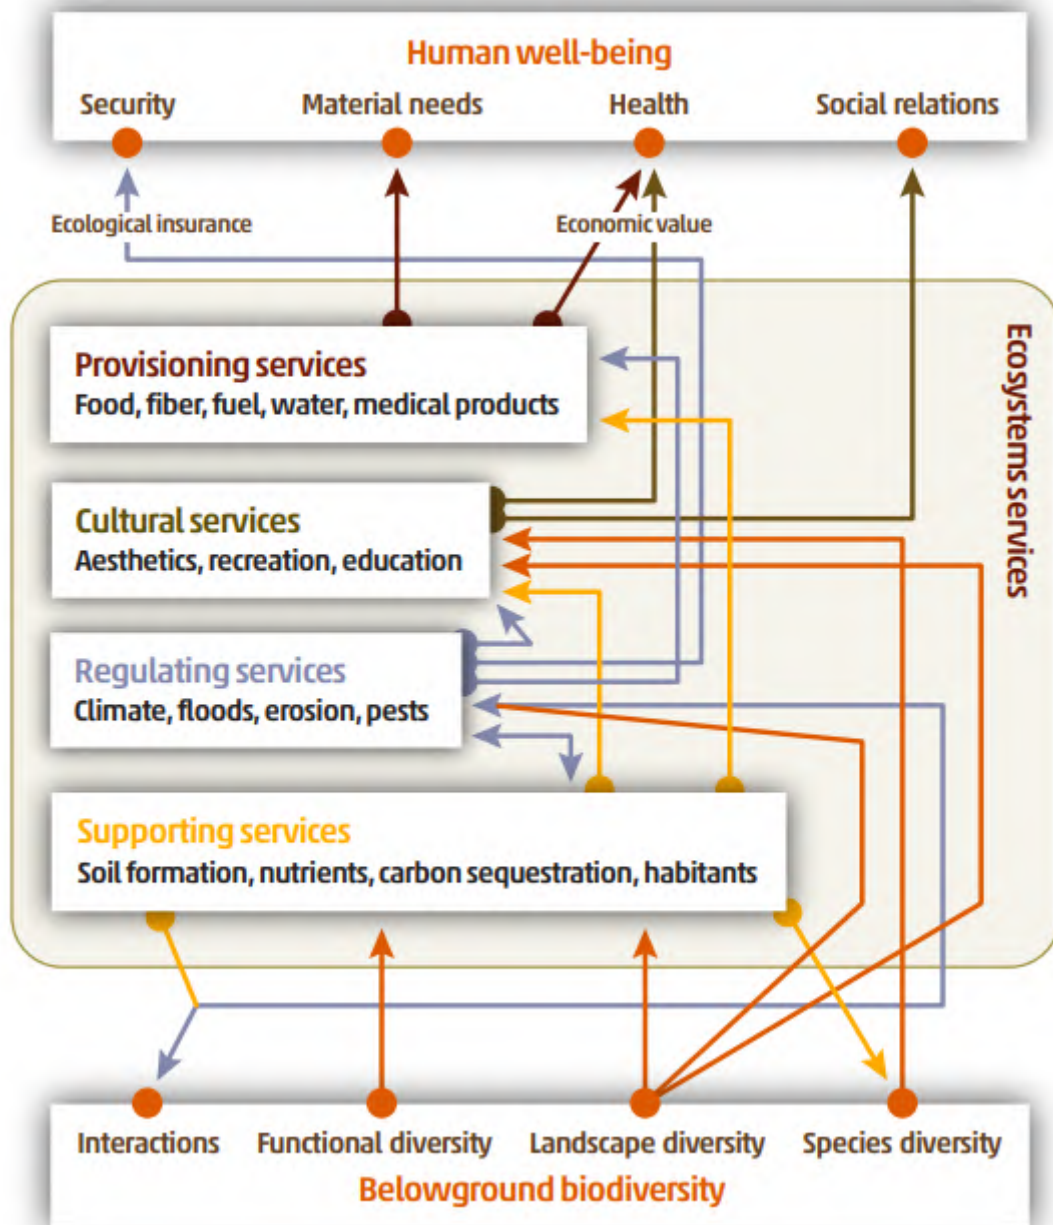 Human well-being
Security
Material needs
Health
Social relations
Ecological insurance
Economic value
Ecosystems services
Provisioning services
Food, fiber, fuel, water, medical products
Cultural services
Aesthetics, recreation, education
Regulating services
Climate, floods, erosion, pests
Supporting services
Soil formation, nutrients, carbon sequestration, habitants
Interactions
Functional diversity
Landscape diversity
Species diversity
Belowground biodiversity